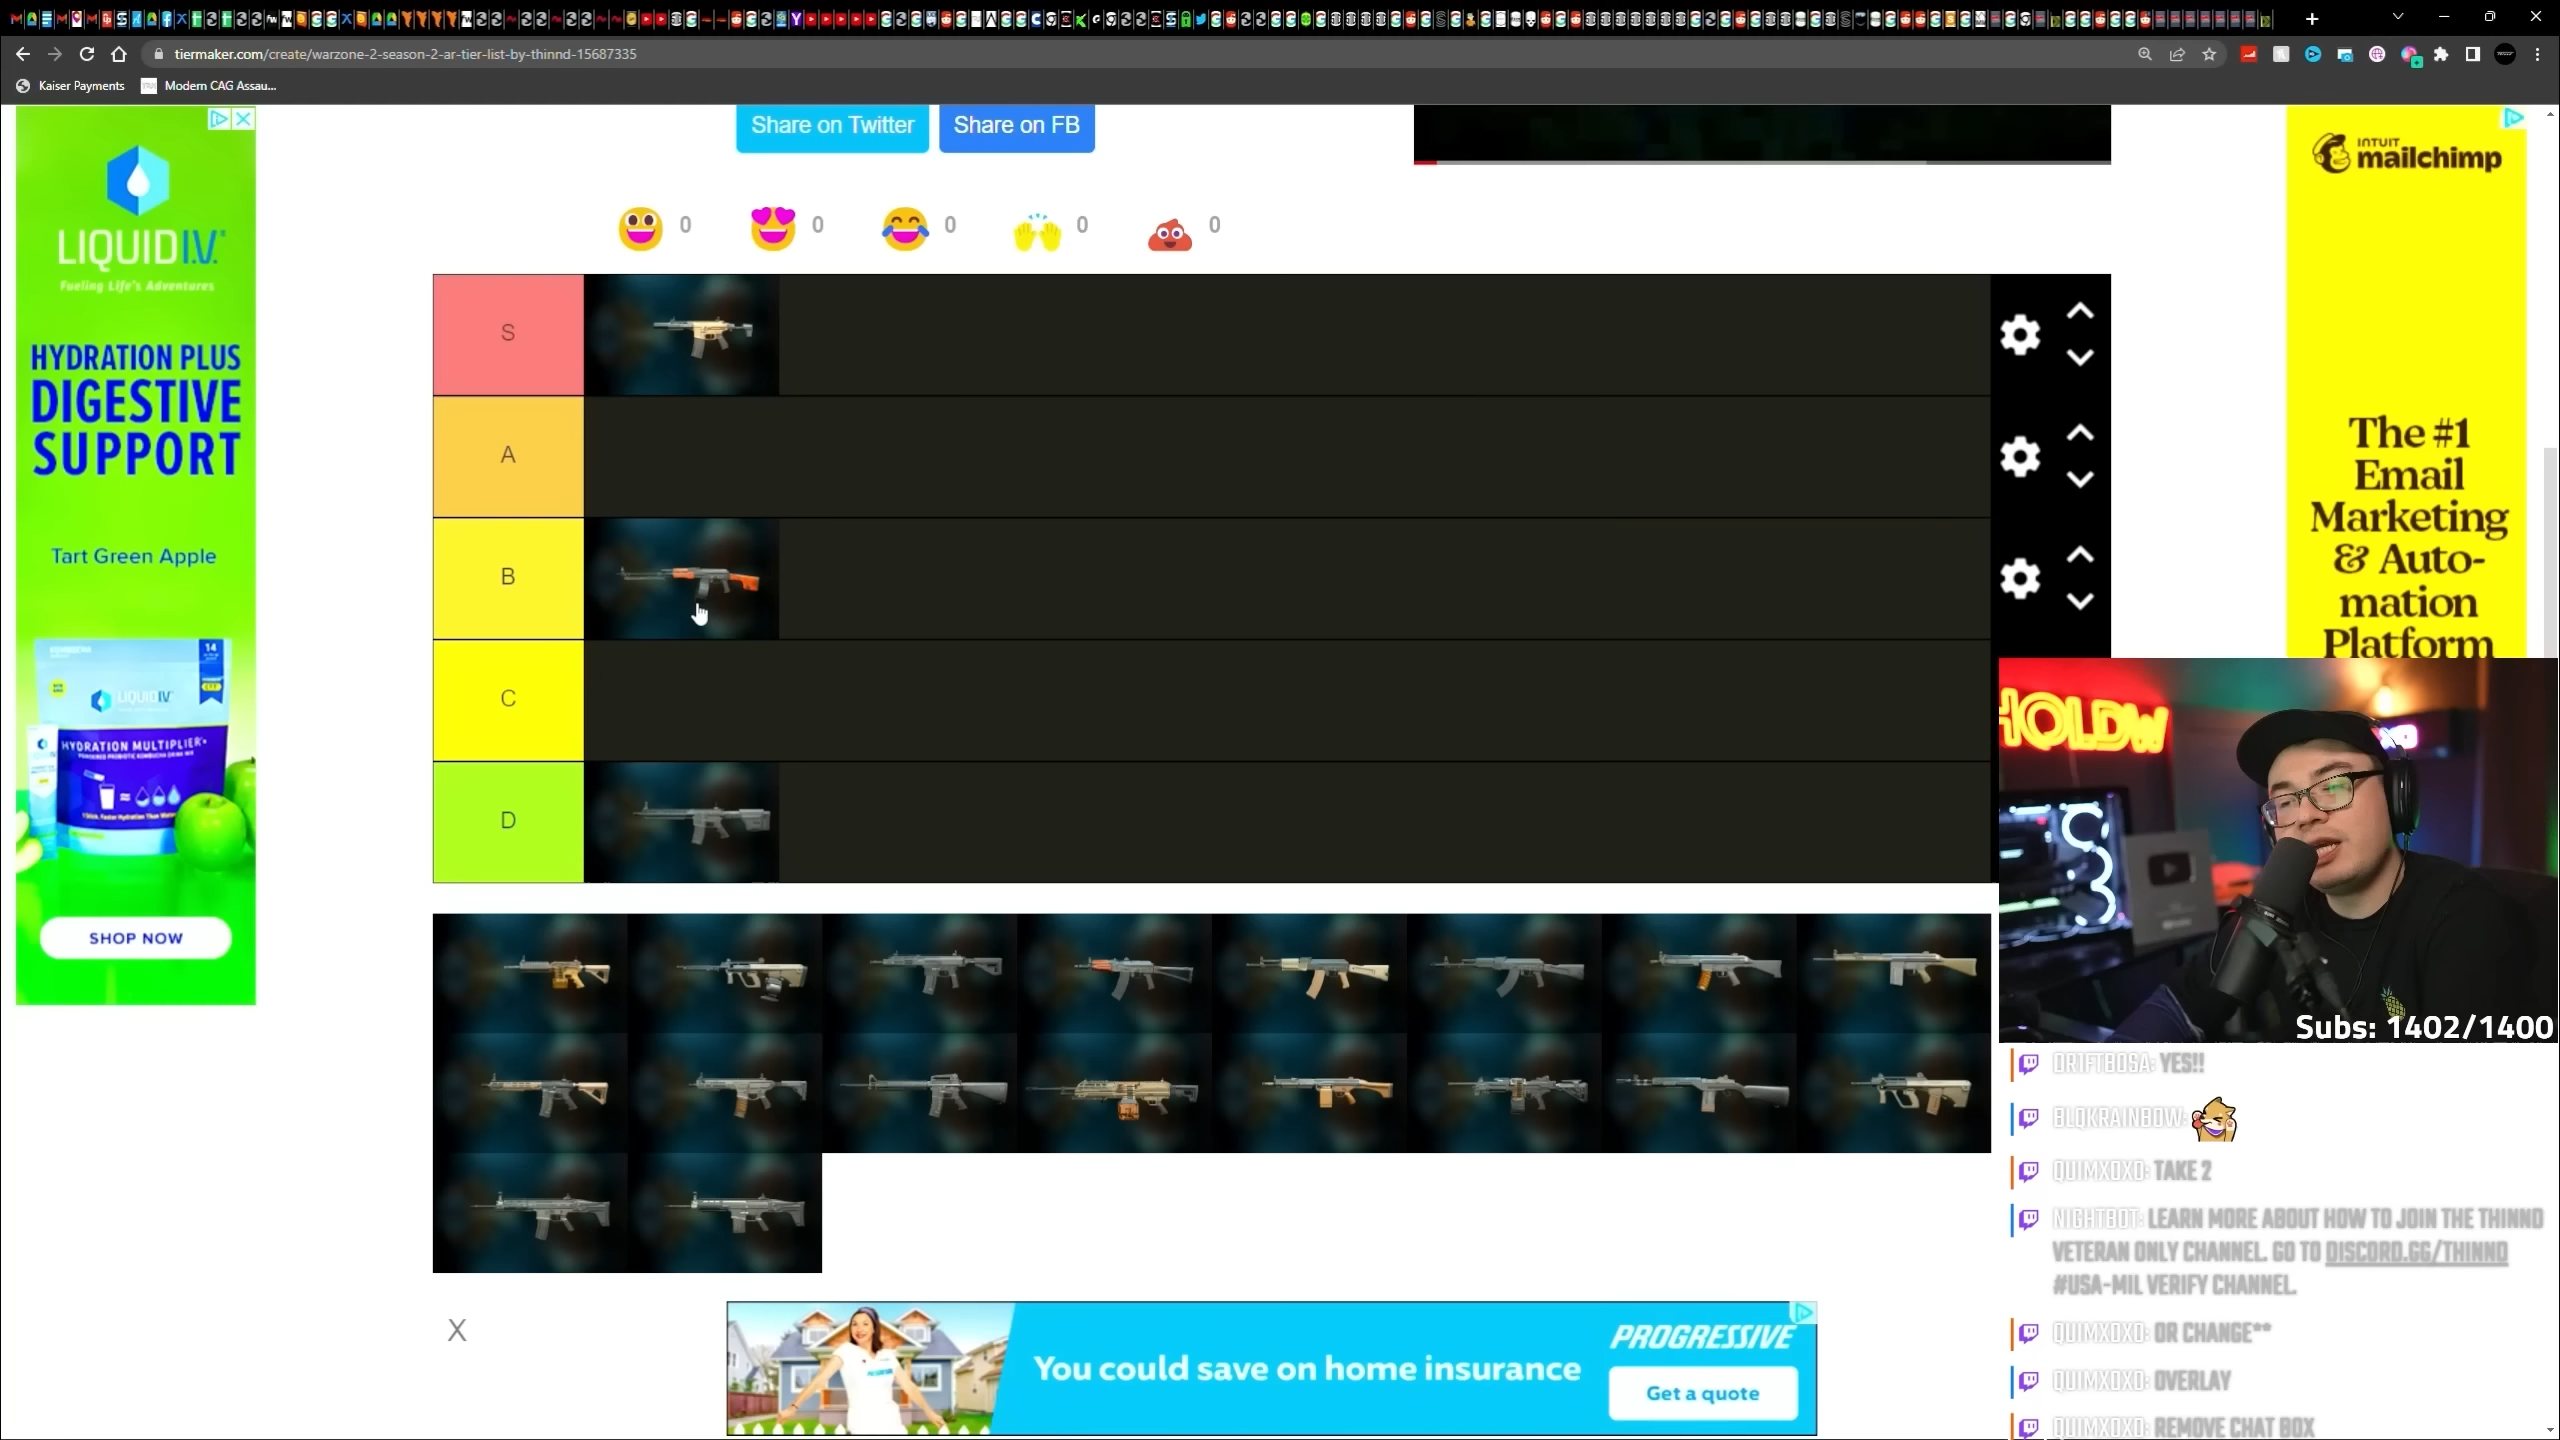 tiermaker.com/create/warzone-2-season-2-ar-tier-list-by-thinnd-15687335
Kaiser Payments
Modern CAG Assau...
Share on Twitter
Share on FB
0
0
0
0
0
S
A
B
C
D
LIQUID I.V.
Fueling Life's Adventures
HYDRATION PLUS
DIGESTIVE
SUPPORT
Tart Green Apple
14
LIQUID I.V.
HYDRATION MULTIPLIER
SHOP NOW
INTUIT
mailchimp
The #1
Email
Marketing
& Auto-
mation
Platform
HOLDW
Subs: 1402/1400
DRIFTBOSA: YES!!
BLQKRAINBOW:
QUIMXOXO: TAKE 2
NIGHTBOT: LEARN MORE ABOUT HOW TO JOIN THE THINND
VETERAN ONLY CHANNEL. GO TO DISCORD.GG/THINND
#USA-MIL VERIFY CHANNEL.
QUIMXOXO: OR CHANGE**
QUIMXOXO: OVERLAY
QUIMXOXO: REMOVE CHAT BOX
X
You could save on home insurance
PROGRESSIVE
Get a quote